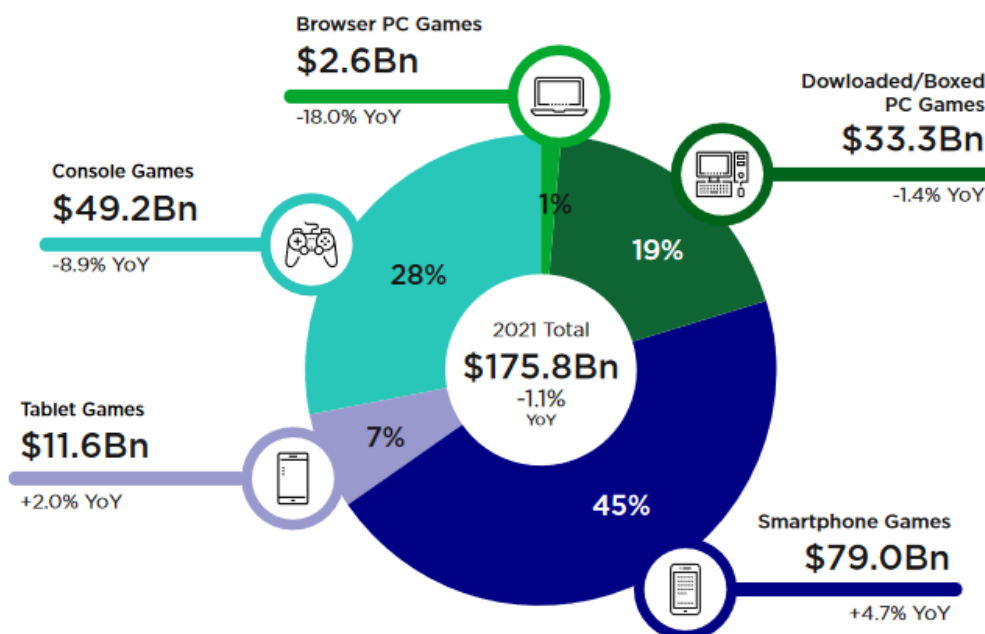 Browser PC Games
$2.6Bn
-18.0% YoY
Dowloaded/Boxed
PC Games
$33.3Bn
-1.4% YoY
Console Games
$49.2Bn
-8.9% YoY
1%
19%
28%
2021 Total
$175.8Bn
-1.1%
YoY
Tablet Games
$11.6Bn
+2.0% YoY
7%
45%
Smartphone Games
$79.0Bn
+4.7% YoY